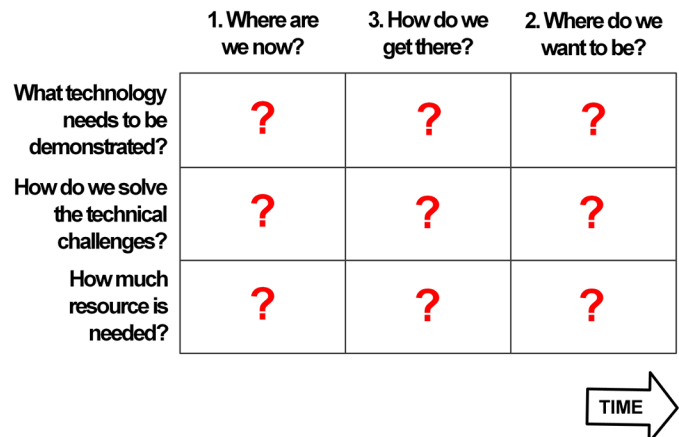 1. Where are
we now?
3. How do we
get there?
2. Where do we
want to be?
What technology
needs to be
demonstrated?
? ? ?
How do we solve
the technical
challenges?
? ? ?
How much
resource is
needed?
? ? ?
TIME